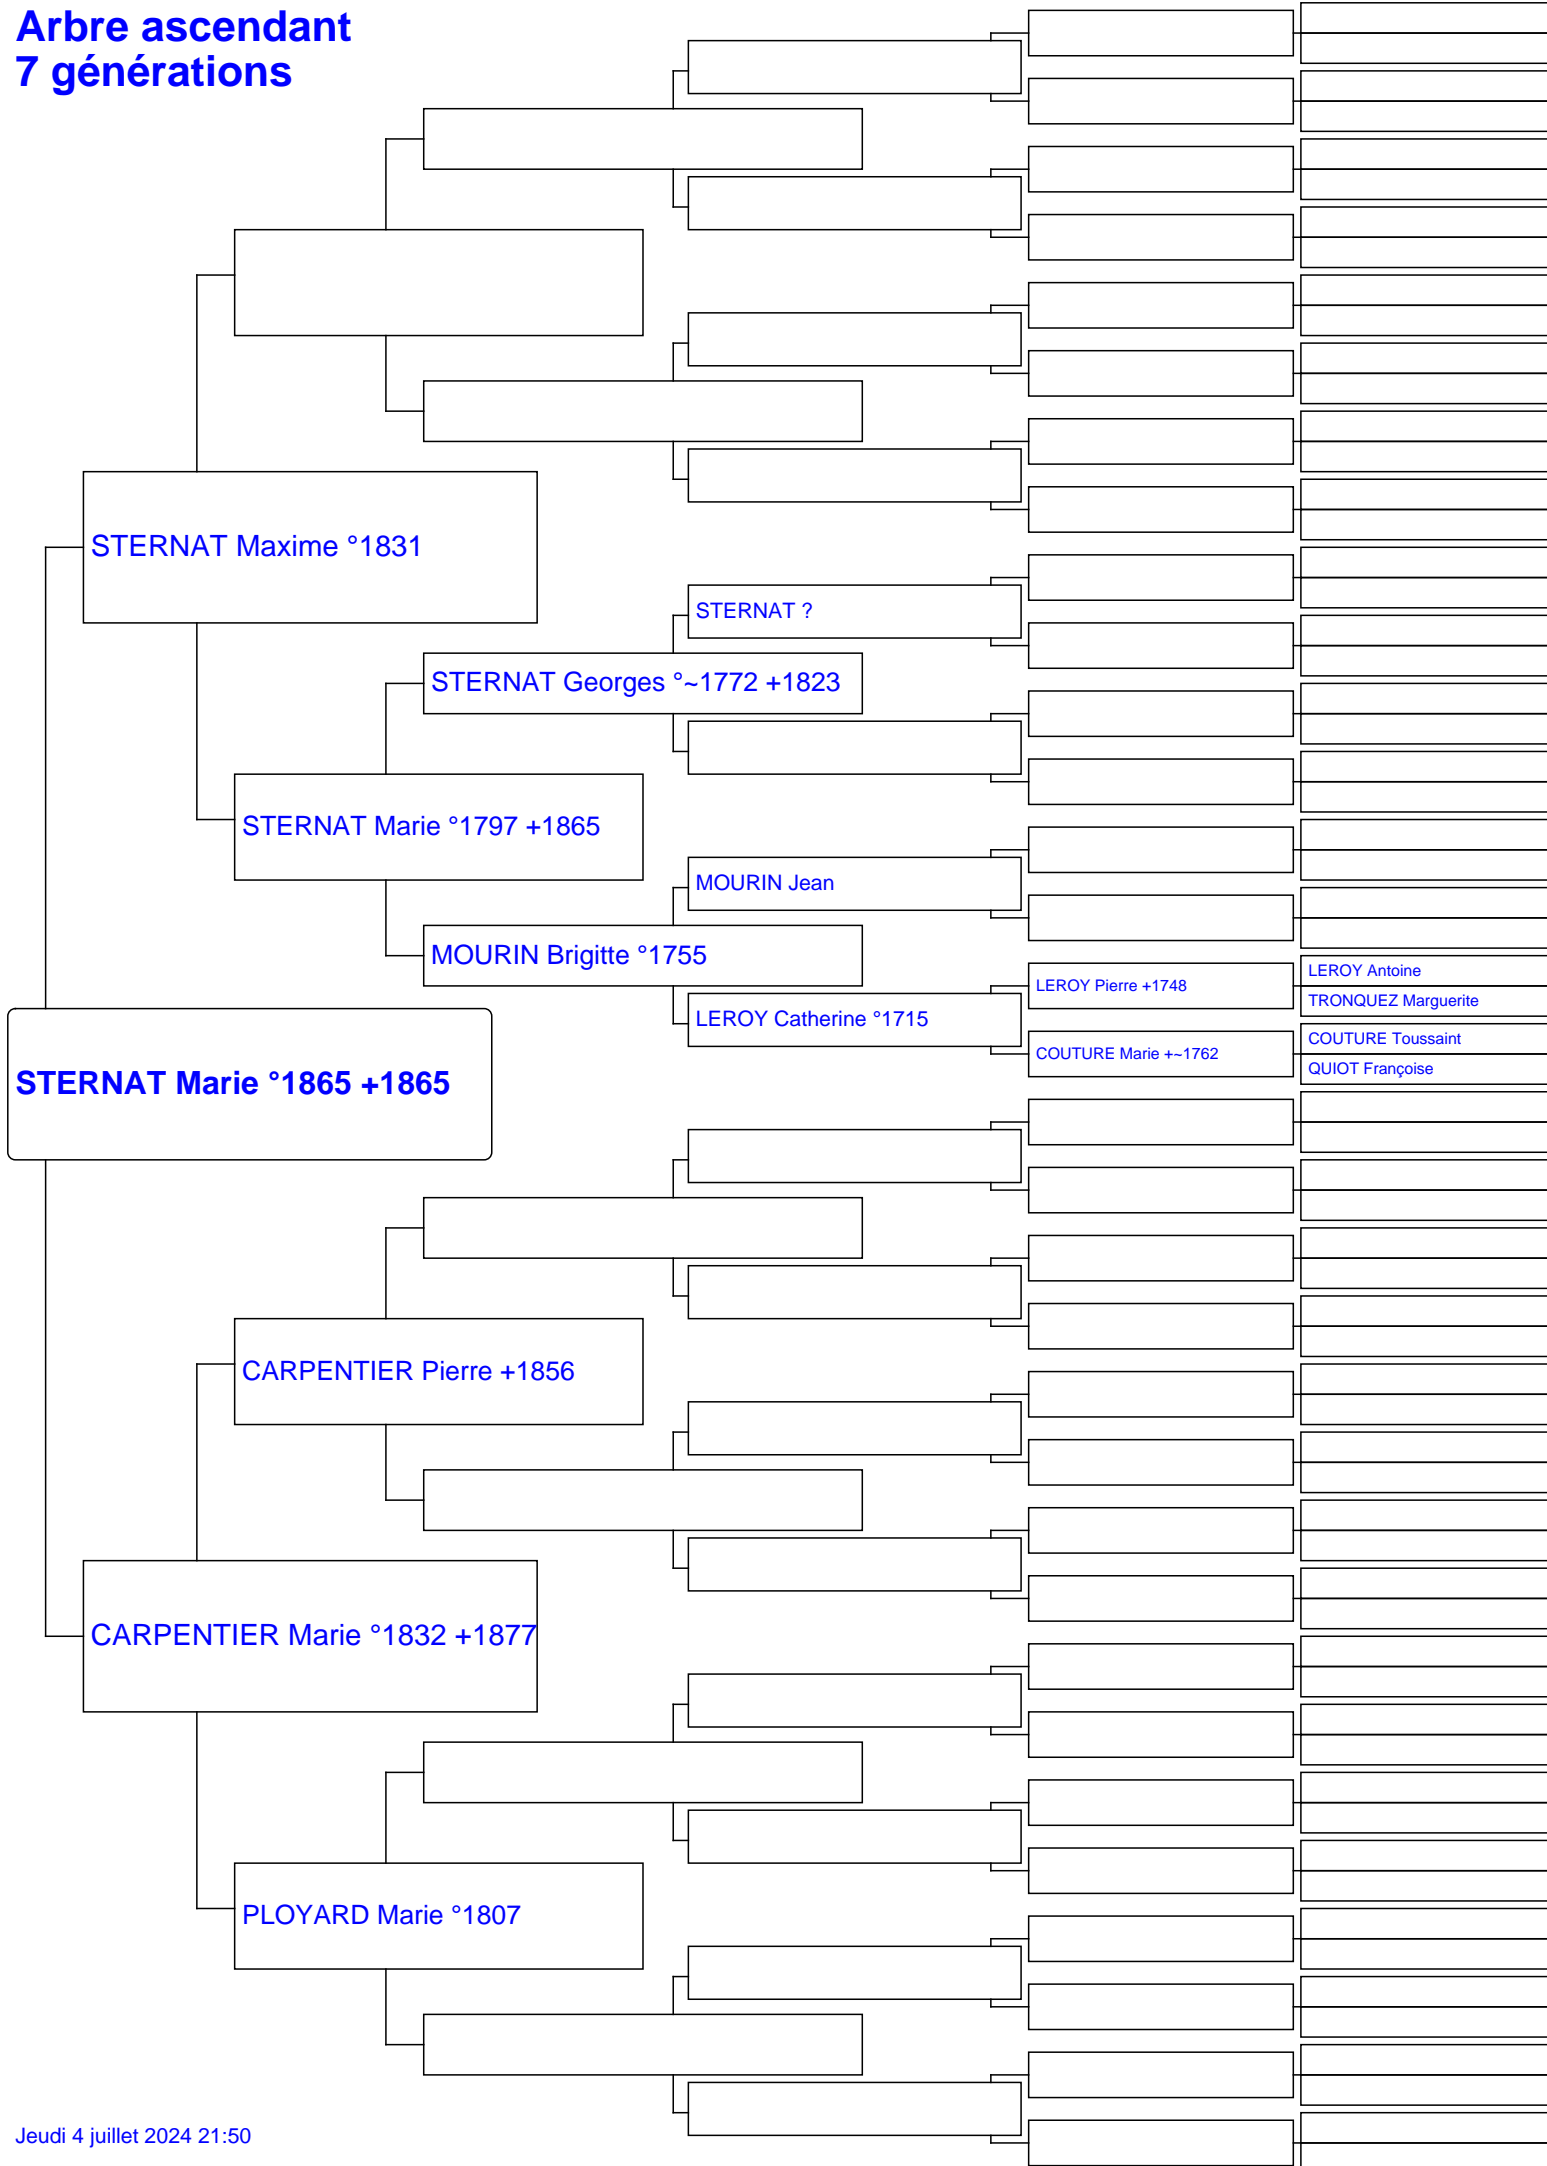 Arbre ascendant
7 générations
STERNAT Maxime °1831
STERNAT ?
STERNAT Georges °~1772 +1823
STERNAT Marie °1797 +1865
MOURIN Jean
MOURIN Brigitte °1755
LEROY Antoine
LEROY Pierre +1748
TRONQUEZ Marguerite
LEROY Catherine °1715
COUTURE Toussaint
COUTURE Marie +~1762
QUIOT Françoise
STERNAT Marie °1865 +1865
CARPENTIER Pierre +1856
CARPENTIER Marie °1832 +1877
PLOYARD Marie °1807
Jeudi 4 juillet 2024 21:50